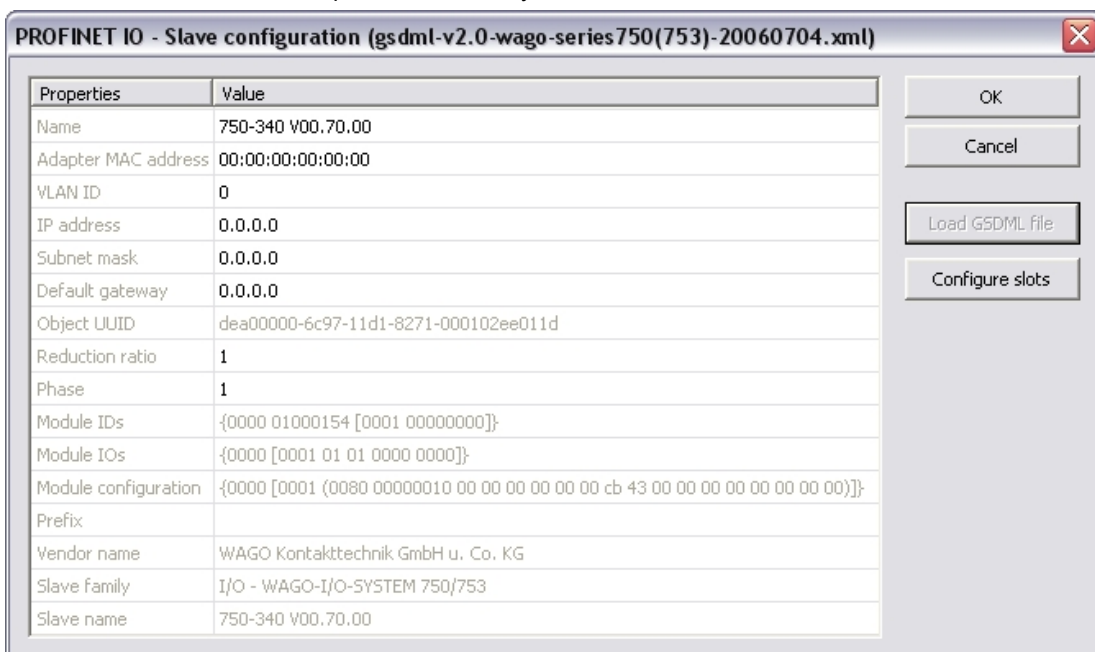 PROFINET IO - Slave configuration (gsdml-v2.0-wago-series750(753)-20060704.xml)
Properties Value
Name 750-340 V00.70.00
Adapter MAC address 00:00:00:00:00:00
VLAN ID 0
IP address 0.0.0.0
Subnet mask 0.0.0.0
Default gateway 0.0.0.0
Object UUID dea00000-6c97-11d1-8271-000102ee011d
Reduction ratio 1
Phase 1
Module IDs {0000 01000154 [0001 00000000]}
Module IOs {0000 [0001 01 01 0000 0000]}
Module configuration {0000 [0001 (0080 00000010 00 00 00 00 00 00 cb 43 00 00 00 00 00 00 00 00)]}
Prefix
Vendor name WAGO Kontakttechnik GmbH u. Co. KG
Slave family I/O - WAGO-I/O-SYSTEM 750/753
Slave name 750-340 V00.70.00
OK
Cancel
Load GSDML file
Configure slots